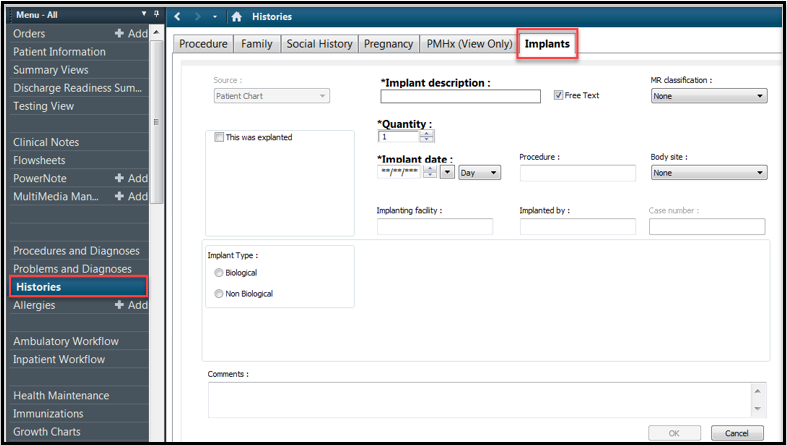 Menu - All
Orders + Add
Patient Information
Summary Views
Discharge Readiness Sum...
Testing View
Clinical Notes
Flowsheets
PowerNote + Add
MultiMedia Man... + Add
Procedures and Diagnoses
Problems and Diagnoses
Histories
Allergies + Add
Ambulatory Workflow
Inpatient Workflow
Health Maintenance
Immunizations
Growth Charts
Histories
Procedure Family Social History Pregnancy PMHx (View Only) Implants
Source :
Patient Chart
*Implant description :
Free Text
MR classification :
None
This was explanted
*Quantity :
1
*Implant date :
**/**/***
Day
Procedure :
Body site :
None
Implanting facility :
Implanted by :
Case number :
Implant Type :
Biological
Non Biological
Comments :
OK Cancel